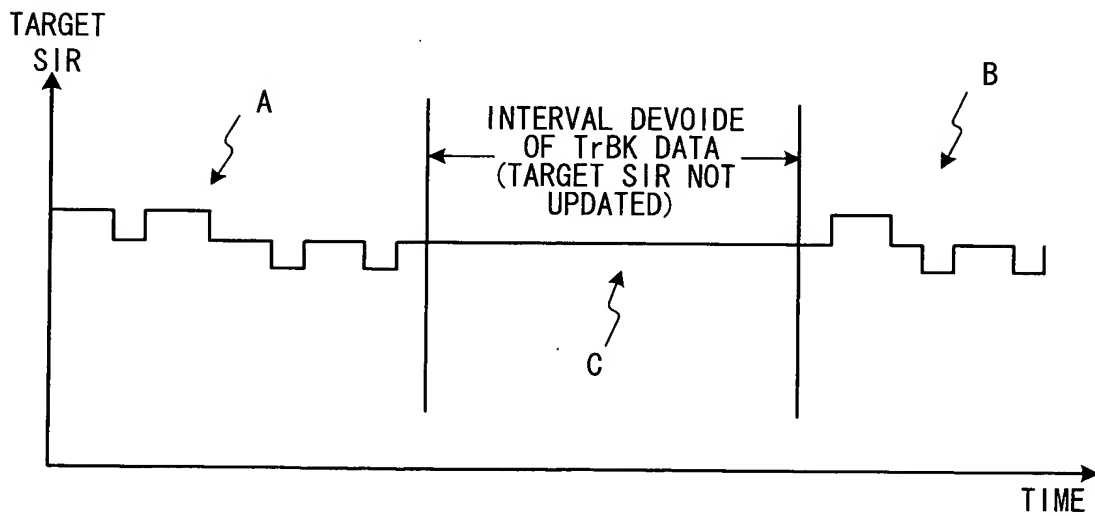 TARGET
SIR
A
B
INTERVAL DEVOIDE
OF TrBK DATA
(TARGET SIR NOT
UPDATED)
C
TIME